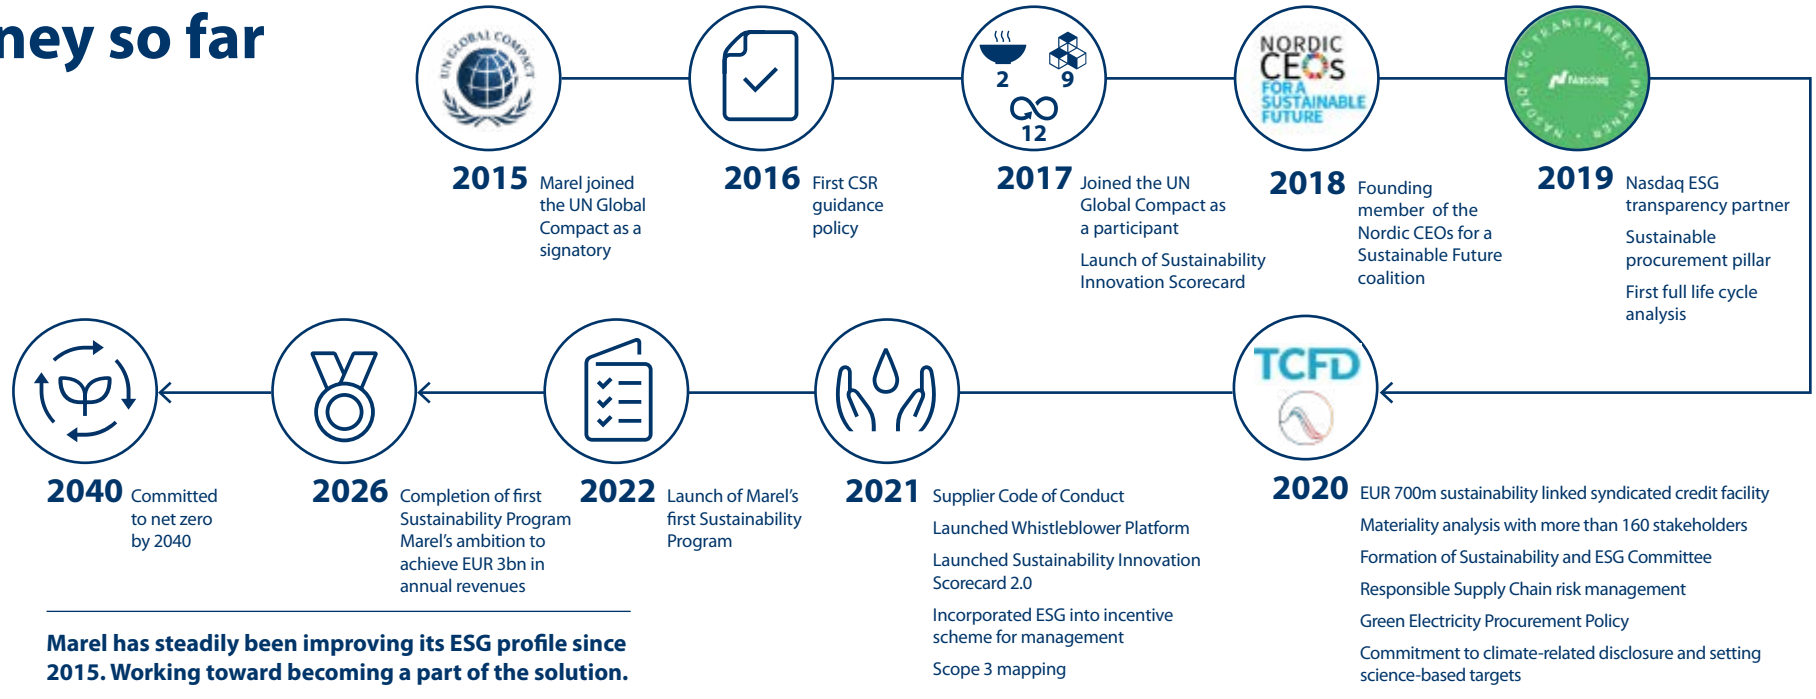 ney so far
UN GLOBAL COMPACT
2
9
12
NORDIC
CEOs
FOR A
SUSTAINABLE
FUTURE
NASDAQ ESG TRANSPARENCY PARTNER
Nasdaq
2015
Marel joined
the UN Global
Compact as a
signatory
2016
First CSR
guidance
policy
2017
Joined the UN
Global Compact as
a participant
Launch of Sustainability
Innovation Scorecard
2018
Founding
member of the
Nordic CEOs for a
Sustainable Future
coalition
2019
Nasdaq ESG
transparency partner
Sustainable
procurement pillar
First full life cycle
analysis
TCFD
2040
Committed
to net zero
by 2040
2026
Completion of first
Sustainability Program
Marel's ambition to
achieve EUR 3bn in
annual revenues
2022
Launch of Marel's
first Sustainability
Program
2021
Supplier Code of Conduct
Launched Whistleblower Platform
Launched Sustainability Innovation
Scorecard 2.0
Incorporated ESG into incentive
scheme for management
Scope 3 mapping
2020
EUR 700m sustainability linked syndicated credit facility
Materiality analysis with more than 160 stakeholders
Formation of Sustainability and ESG Committee
Responsible Supply Chain risk management
Green Electricity Procurement Policy
Commitment to climate-related disclosure and setting
science-based targets
Marel has steadily been improving its ESG profile since
2015. Working toward becoming a part of the solution.